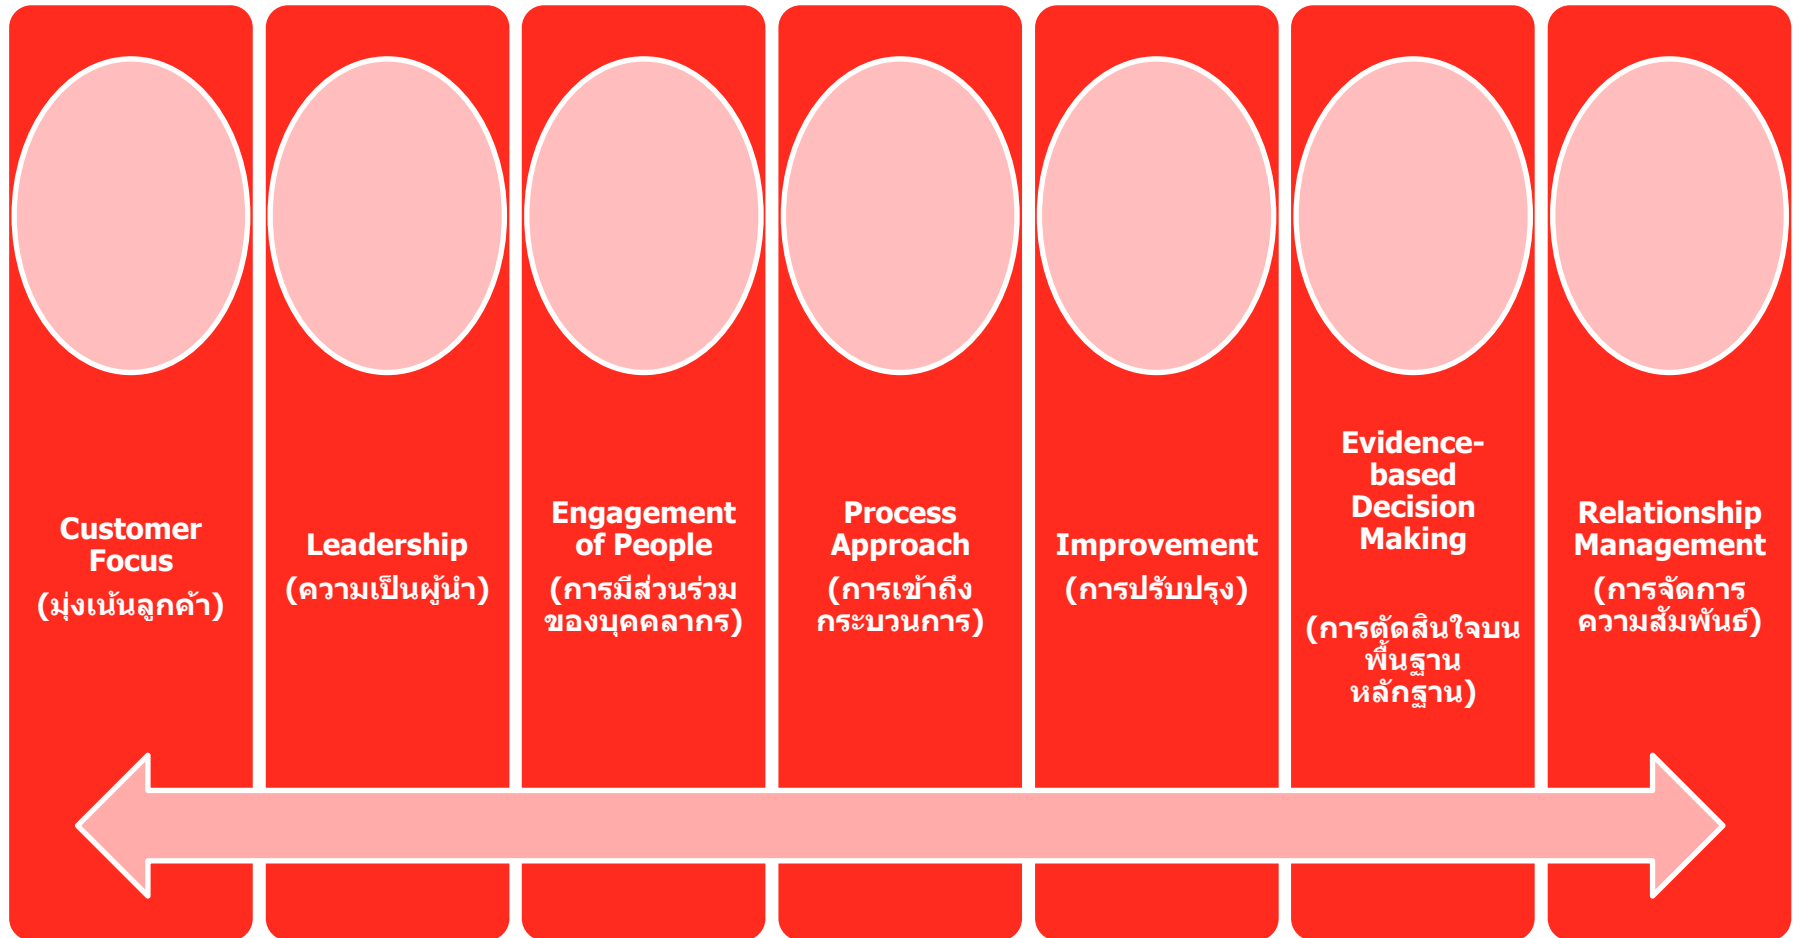 Customer
Focus
(มุ่งเน้นลูกค้า)
Leadership
(ความเป็นผู้นำ)
Engagement
of People
(การมีส่วนร่วม
ของบุคคลากร)
Process
Approach
(การเข้าถึง
กระบวนการ)
Improvement
(การปรับปรุง)
Evidence-
based
Decision
Making
(การตัดสินใจบน
พื้นฐาน
หลักฐาน)
Relationship
Management
(การจัดการ
ความสัมพันธ์)